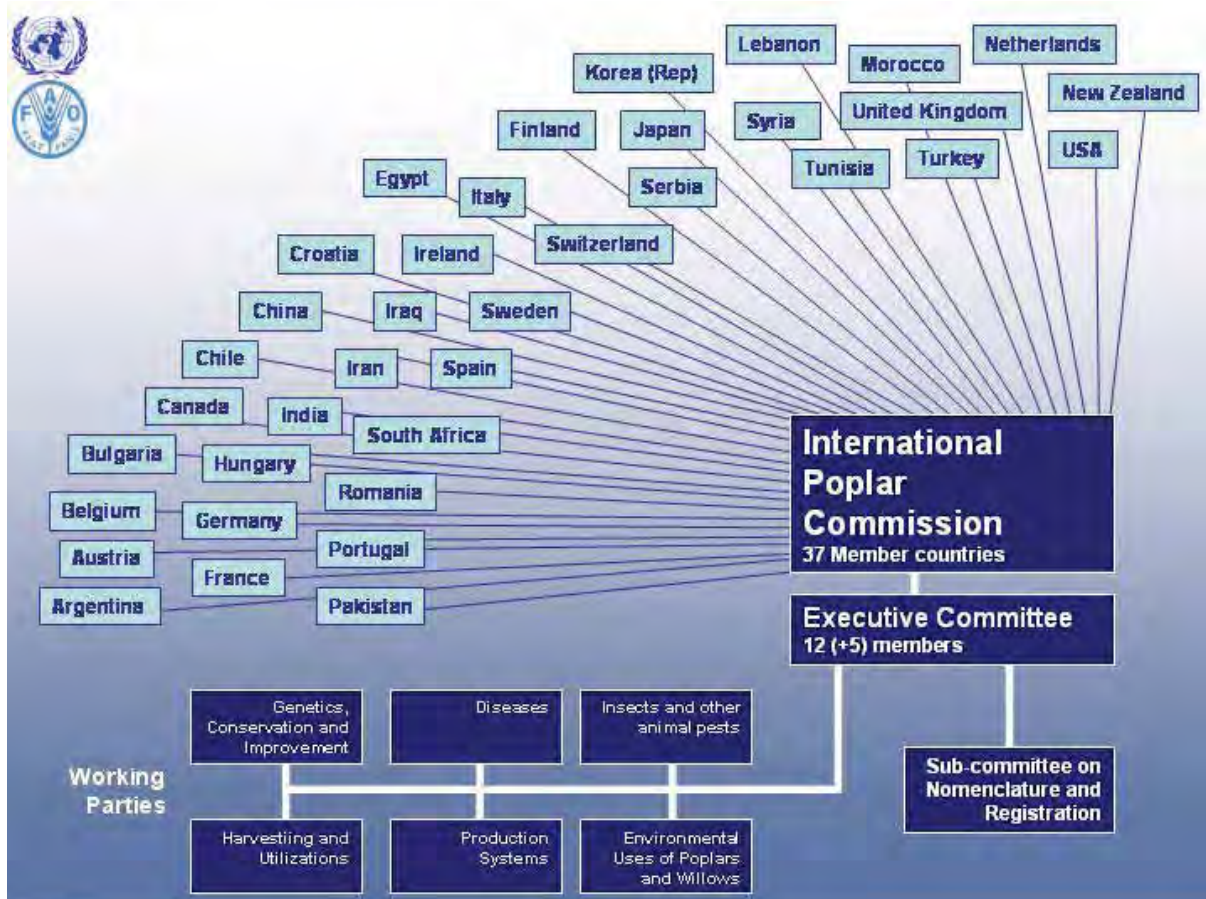 F A O
FIAT PANIS
Lebanon
Netherlands
Korea (Rep)
Morocco
New Zealand
Finland
Japan
Syria
United Kingdom
USA
Egypt
Italy
Serbia
Tunisia
Turkey
Croatia
Ireland
Switzerland
China
Iraq
Sweden
Chile
Iran
Spain
Canada
India
South Africa
Bulgaria
Hungary
Romania
Belgium
Germany
Austria
Portugal
France
Argentina
Pakistan
International
Poplar
Commission
37 Member countries
Executive Committee
12 (+5) members
Genetics,
Conservation and
Improvement
Diseases
Insects and other
animal pests
Working
Parties
Sub-committee on
Nomenclature and
Registration
Harvestiing and
Utilizations
Production
Systems
Environmental
Uses of Poplars
and Willows